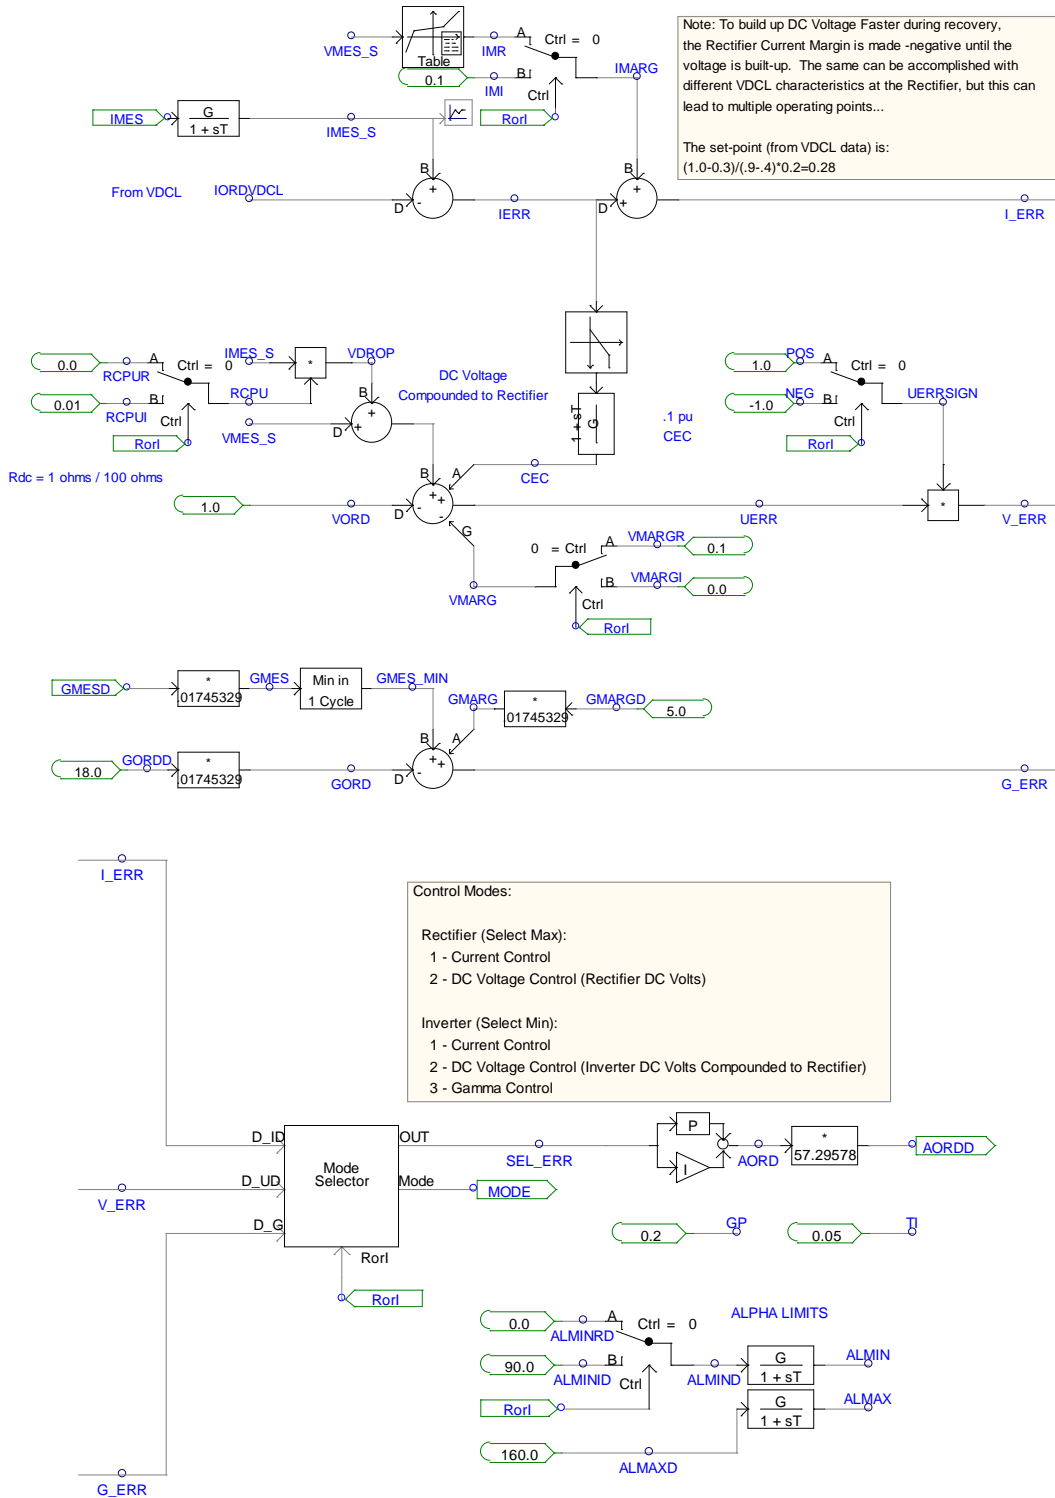 VMES_S
Table
IMR
A
Ctrl = 0
0.1
B
IMI
IMARG
Ctrl
RorI
Note: To build up DC Voltage Faster during recovery,
the Rectifier Current Margin is made -negative until the
voltage is built-up. The same can be accomplished with
different VDCL characteristics at the Rectifier, but this can
lead to multiple operating points...
The set-point (from VDCL data) is:
(1.0-0.3)/(.9-.4)*0.2=0.28
IMES
G
1 + sT
IMES_S
B
+
From VDCL
IORDVDCL
D
-
IERR
B
+
D
+
I_ERR
0.0
RCPUR
A
Ctrl = 0
0.01
RCPUI
B
Ctrl
RorI
RCPU
IMES_S
*
VDROP
VMES_S
B
+
D
+
DC Voltage
Compounded to Rectifier
G
1 + sT
.1 pu
CEC
1.0
POS
A
Ctrl = 0
-1.0
NEG
B
Ctrl
RorI
UERRSIGN
Rdc = 1 ohms / 100 ohms
CEC
1.0
VORD
B
A
+
+
D
-
-
G
UERR
*
V_ERR
VMARG
0 = Ctrl
A
VMARGR
0.1
B
VMARGI
0.0
Ctrl
RorI
GMESD
*
.01745329
GMES
Min in
1 Cycle
GMES_MIN
GMARG
*
.01745329
GMARGD
5.0
18.0
GORDD
*
.01745329
GORD
B
A
+
+
D
-
G_ERR
I_ERR
Control Modes:
Rectifier (Select Max):
1 - Current Control
2 - DC Voltage Control (Rectifier DC Volts)
Inverter (Select Min):
1 - Current Control
2 - DC Voltage Control (Inverter DC Volts Compounded to Rectifier)
3 - Gamma Control
D_ID
OUT
Mode
Selector
D_UD
Mode
D_G
RorI
RorI
V_ERR
SEL_ERR
MODE
P
I
AORD
*
57.29578
AORDD
0.2
GP
0.05
TI
ALPHA LIMITS
0.0
ALMINRD
A
Ctrl = 0
90.0
ALMINID
B
Ctrl
RorI
ALMIND
G
1 + sT
ALMIN
160.0
ALMAXD
G
1 + sT
ALMAX
G_ERR